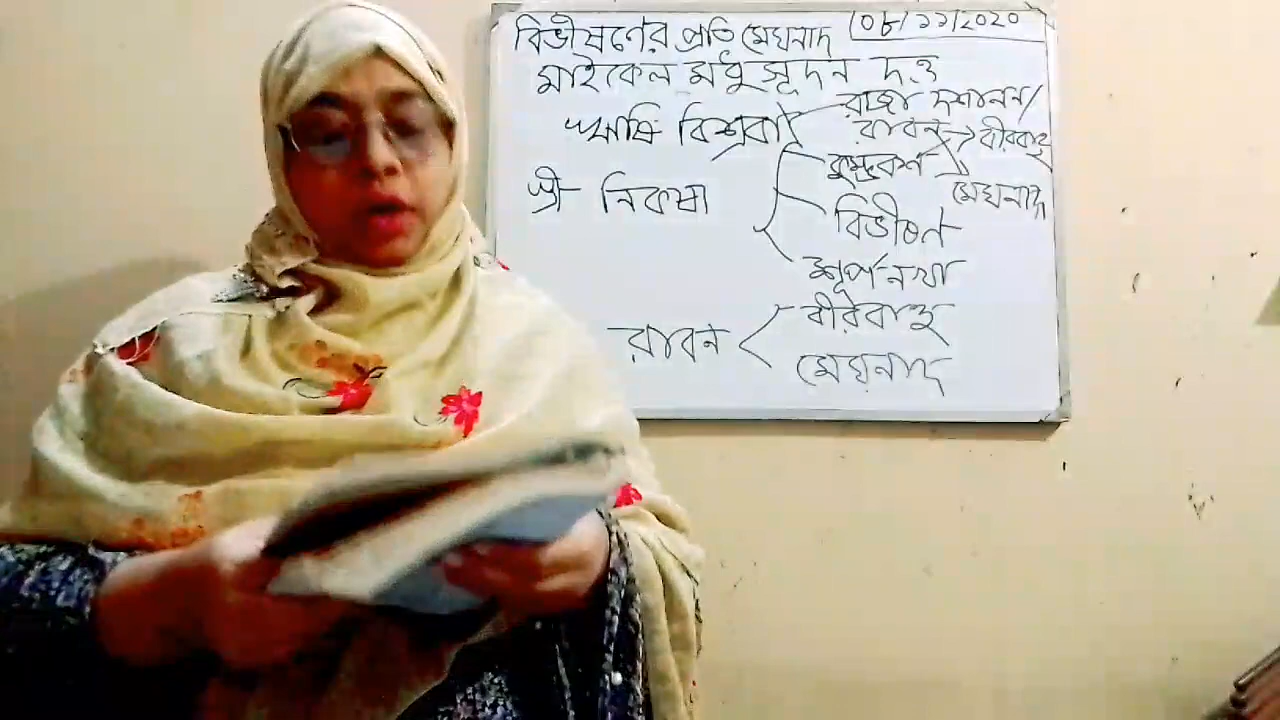 বিভীষণের প্রতি মেঘনাদ
০৮/১১/২০২০
মাইকেল মধুসূদন দত্ত
ঋষি বিশ্রবা
রাজা দশানন/
রাবন → বীরবাহু
মেঘনাদ
স্ত্রী নিকষা
কুম্ভকর্ণ
বিভীষণ
শূর্পনখা
রাবন
বীরবাহু
মেঘনাদ